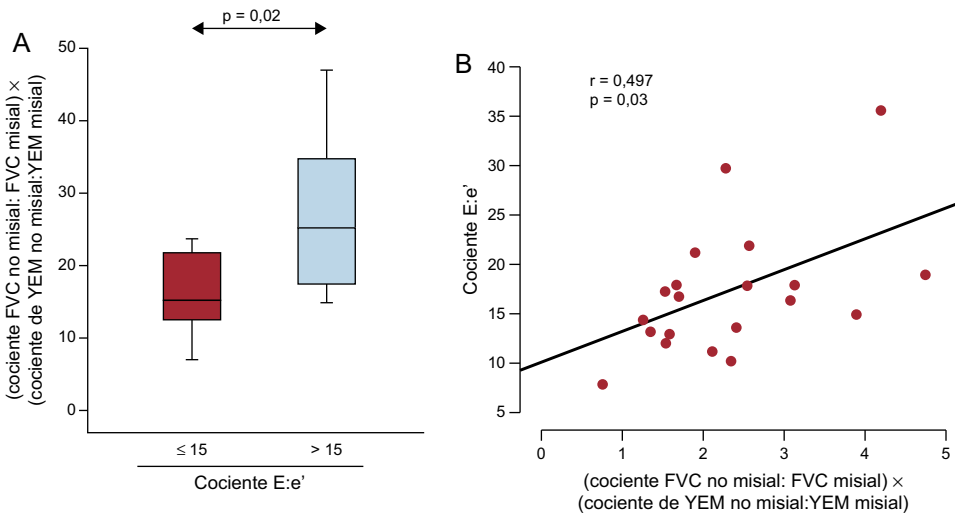 A
p = 0,02
(cociente FVC no misial: FVC misial) ×
(cociente de YEM no misial:YEM misial)
50
40
30
20
10
0
≤ 15
> 15
Cociente E:e’
B
r = 0,497
p = 0,03
Cociente E:e’
40
35
30
25
20
15
10
5
0
1
2
3
4
5
(cociente FVC no misial: FVC misial) ×
(cociente de YEM no misial:YEM misial)